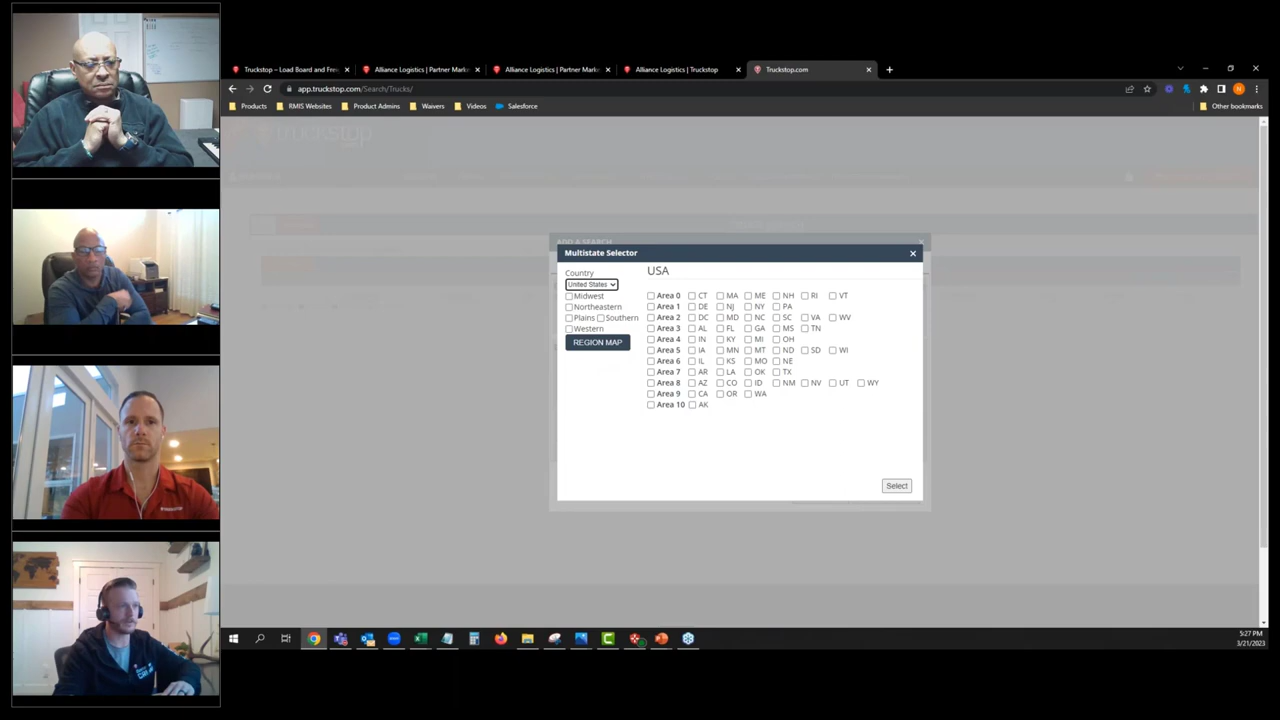 Truckstop – Load Board and Fre
Alliance Logistics | Partner Mark
Alliance Logistics | Partner Mark
Alliance Logistics | Truckstop
Truckstop.com
app.truckstop.com/Search/Trucks/
N
Products
RMIS Websites
Product Admins
Waivers
Videos
Salesforce
Other bookmarks
truckstop
ADD A SEARCH
Multistate Selector
Country
United States
Midwest
Northeastern
Plains Southern
Western
REGION MAP
USA
Area 0 CT MA ME NH RI VT
Area 1 DE NJ NY PA
Area 2 DC MD NC SC VA WV
Area 3 AL FL GA MS TN
Area 4 IN KY MI OH
Area 5 IA MN MT ND SD WI
Area 6 IL KS MO NE
Area 7 AR LA OK TX
Area 8 AZ CO ID NM NV UT WY
Area 9 CA OR WA
Area 10 AK
Select
5:27 PM
3/21/2023